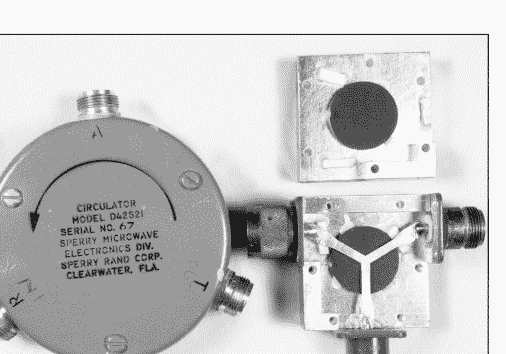 A
CIRCULATOR
MODEL D42S21
SERIAL NO. 67
SPERRY MICROWAVE
ELECTRONICS DIV.
SPERRY RAND CORP.
CLEARWATER, FLA.
R
T